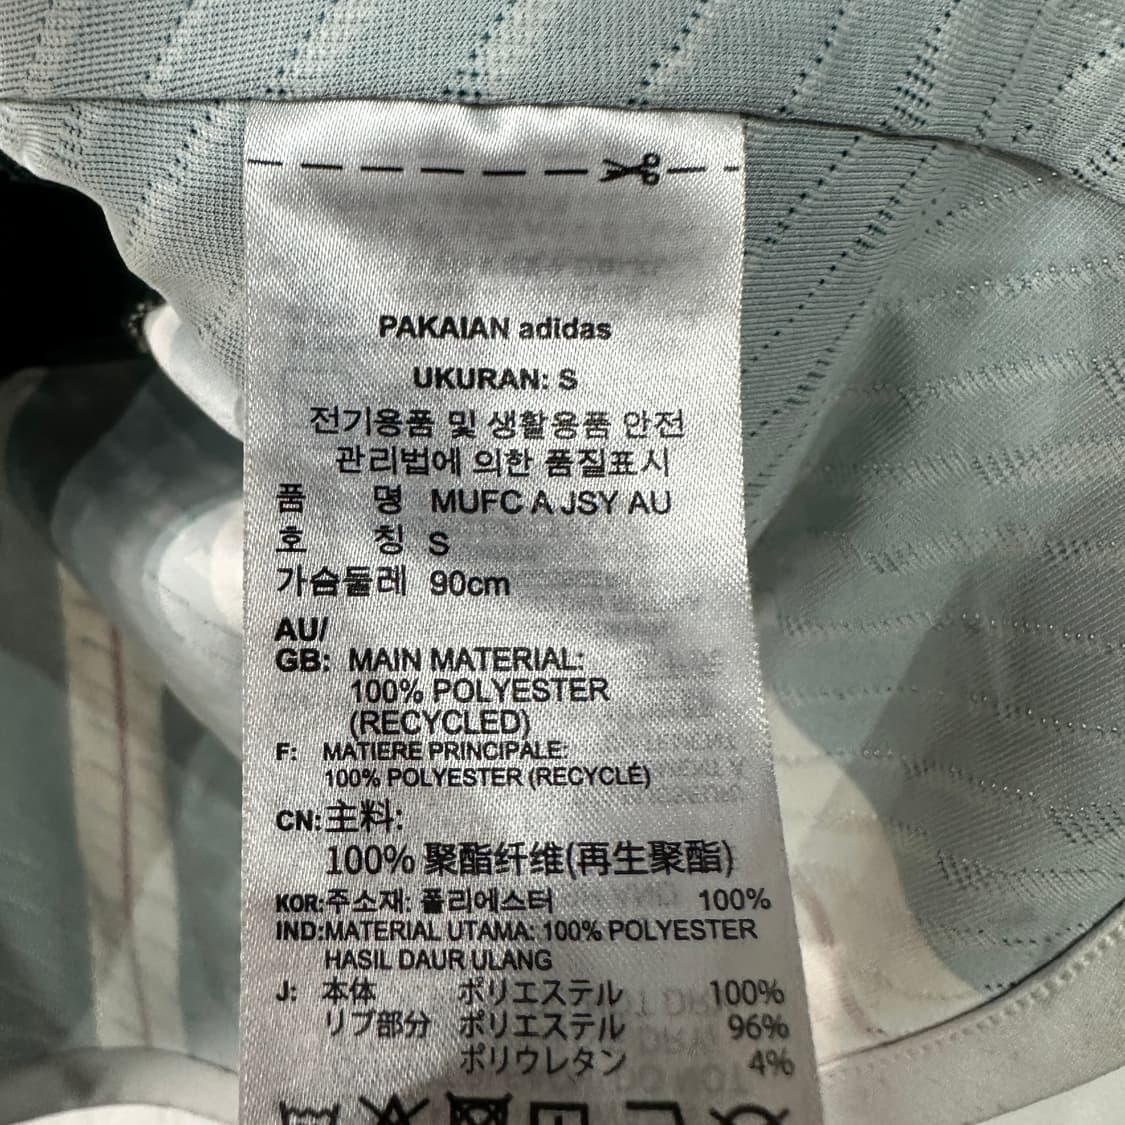 PAKAIAN adidas
UKURAN: S
전기용품 및 생활용품 안전
관리법에 의한 품질표시
품 명 MUFC A JSY AU
호 칭 S
가슴둘레 90cm
AU/
GB: MAIN MATERIAL:
100% POLYESTER
(RECYCLED)
F: MATIERE PRINCIPALE:
100% POLYESTER (RECYCLÉ)
CN:主料:
100% 聚酯纤维(再生聚酯)
KOR:주소재: 폴리에스터 100%
IND:MATERIAL UTAMA: 100% POLYESTER
HASIL DAUR ULANG
J: 本体 ポリエステル 100%
リブ部分 ポリエステル 96%
ポリウレタン 4%